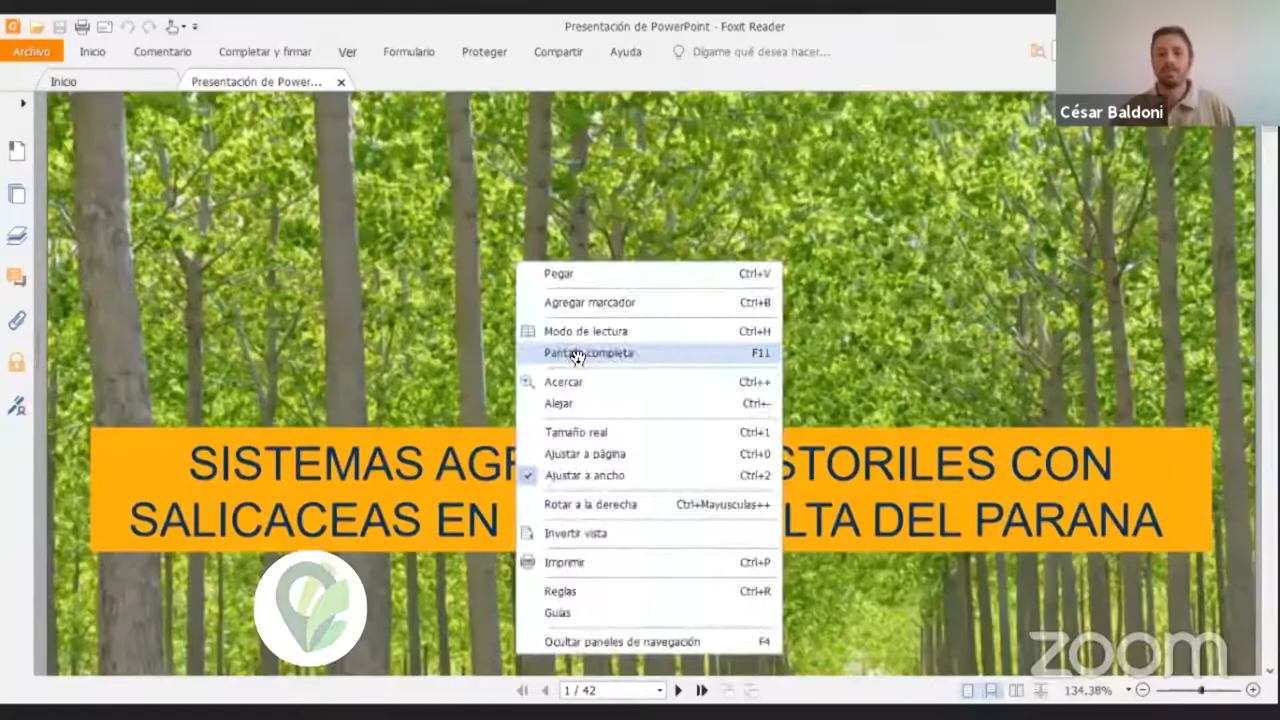 Presentación de PowerPoint - Foxit Reader
Archivo Inicio Comentario Completar y firmar Ver Formulario Proteger Compartir Ayuda Dígame qué desea hacer...
Inicio Presentación de Power...
César Baldoni
Pegar Ctrl+V
Agregar marcador Ctrl+B
Modo de lectura Ctrl+H
Pantalla completa F11
Acercar Ctrl++
Alejar Ctrl+-
Tamaño real Ctrl+1
Ajustar a página Ctrl+0
Ajustar a ancho Ctrl+2
Rotar a la derecha Ctrl+Mayusculas++
Invertir vista
Imprimir Ctrl+P
Reglas Ctrl+R
Guías
Ocultar paneles de navegación F4
SISTEMAS STORILES CON
SALICACEAS EN LTA DEL PARANA
zoom
1 / 42
134.38%